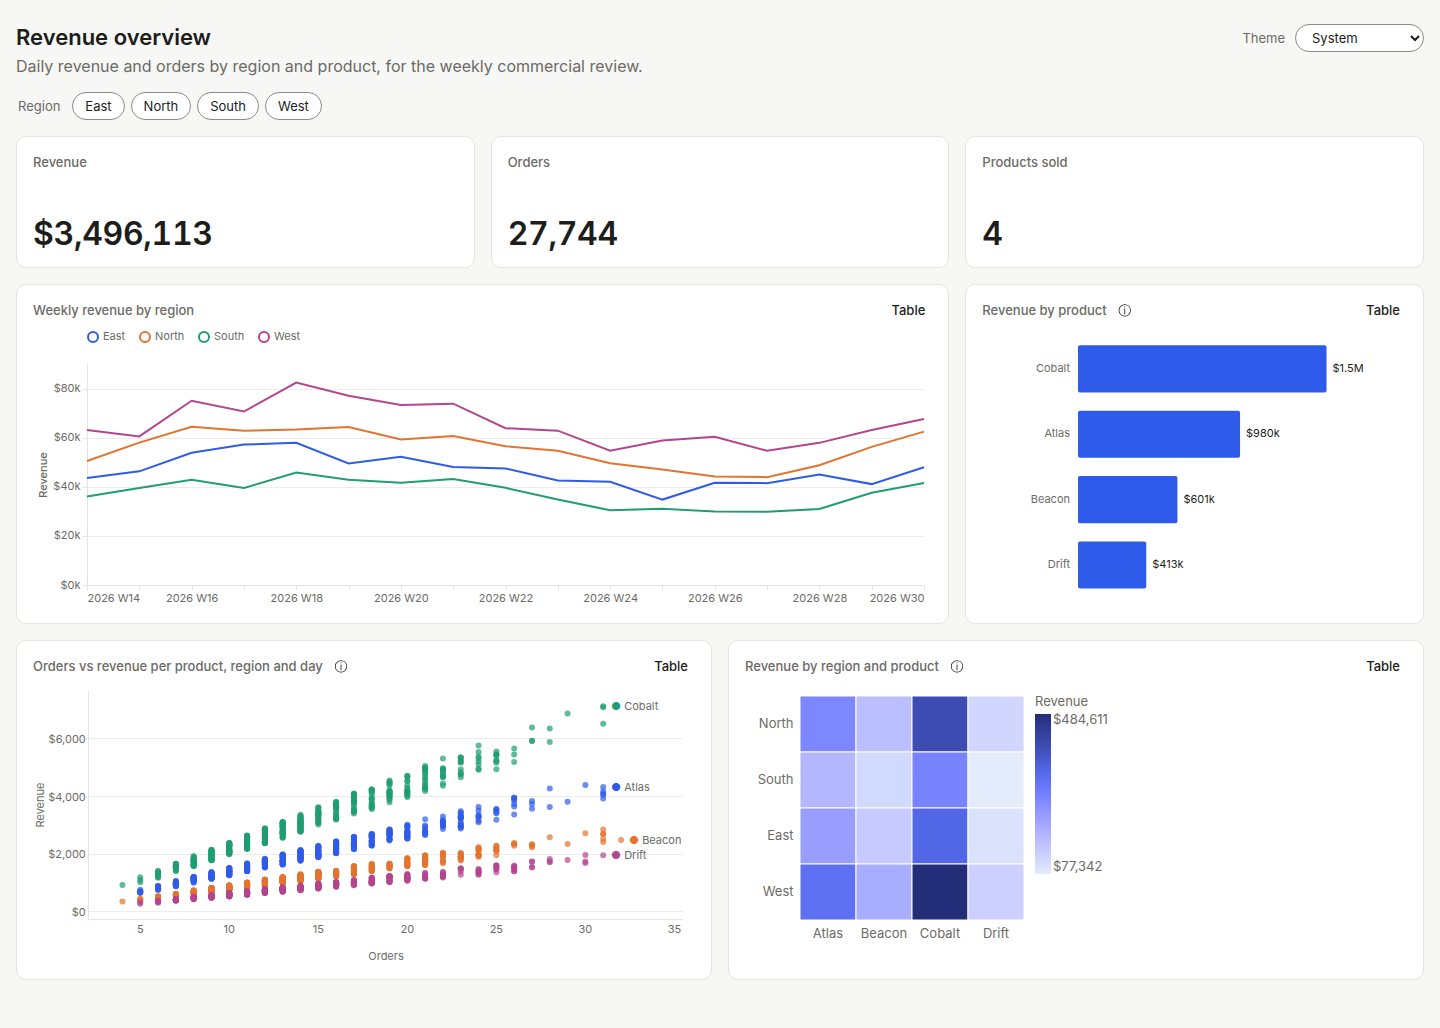 Revenue overview
Theme System
Daily revenue and orders by region and product, for the weekly commercial review.
Region East North South West
Revenue
$3,496,113
Orders
27,744
Products sold
4
Weekly revenue by region
Table
East North South West
Revenue
$80k
$60k
$40k
$20k
$0k
2026 W14 2026 W16 2026 W18 2026 W20 2026 W22 2026 W24 2026 W26 2026 W28 2026 W30
Revenue by product ⓘ
Table
Cobalt $1.5M
Atlas $980k
Beacon $601k
Drift $413k
Orders vs revenue per product, region and day ⓘ
Table
Revenue
$6,000
$4,000
$2,000
$0
Cobalt
Atlas
Beacon
Drift
5 10 15 20 25 30 35
Orders
Revenue by region and product ⓘ
Table
North
South
East
West
Atlas Beacon Cobalt Drift
Revenue
$484,611
$77,342